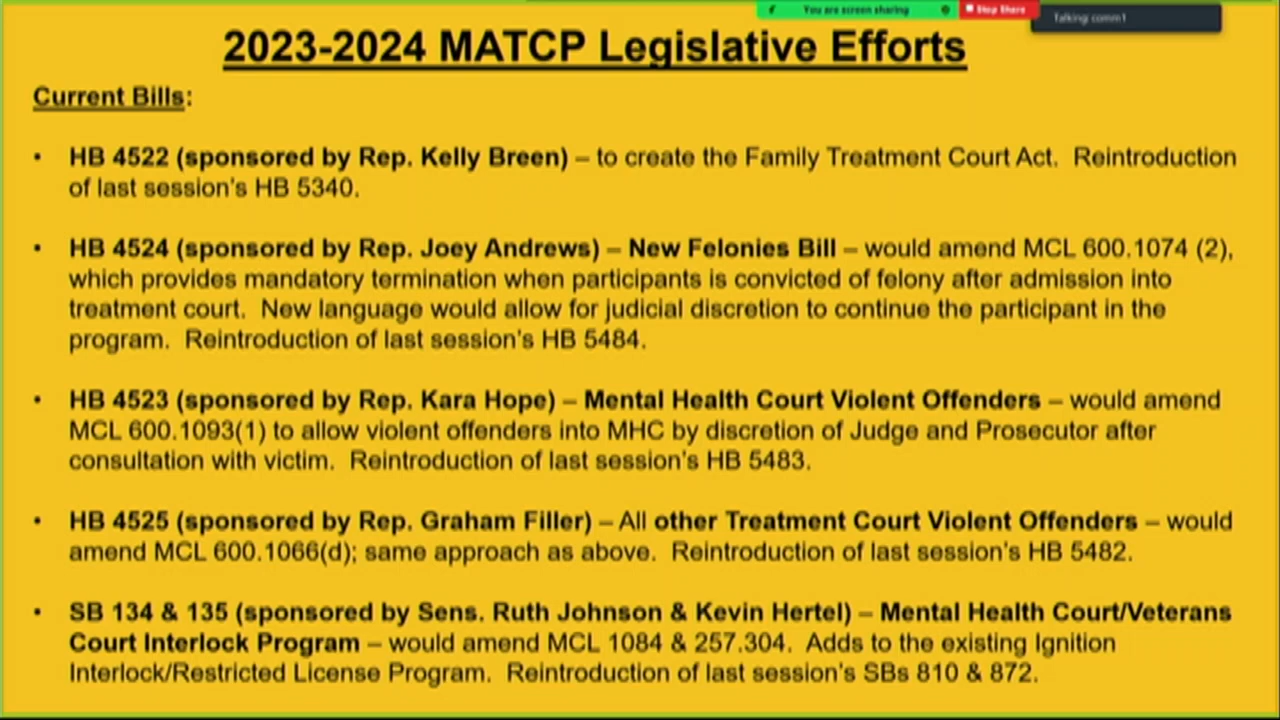 You are screen sharing
Stop Share
Talking: comm1
2023-2024 MATCP Legislative Efforts
Current Bills:
• HB 4522 (sponsored by Rep. Kelly Breen) – to create the Family Treatment Court Act.  Reintroduction
of last session's HB 5340.
• HB 4524 (sponsored by Rep. Joey Andrews) – New Felonies Bill – would amend MCL 600.1074 (2),
which provides mandatory termination when participants is convicted of felony after admission into
treatment court.  New language would allow for judicial discretion to continue the participant in the
program.  Reintroduction of last session's HB 5484.
• HB 4523 (sponsored by Rep. Kara Hope) – Mental Health Court Violent Offenders – would amend
MCL 600.1093(1) to allow violent offenders into MHC by discretion of Judge and Prosecutor after
consultation with victim.  Reintroduction of last session's HB 5483.
• HB 4525 (sponsored by Rep. Graham Filler) – All other Treatment Court Violent Offenders – would
amend MCL 600.1066(d); same approach as above.  Reintroduction of last session's HB 5482.
• SB 134 & 135 (sponsored by Sens. Ruth Johnson & Kevin Hertel) – Mental Health Court/Veterans
Court Interlock Program – would amend MCL 1084 & 257.304.  Adds to the existing Ignition
Interlock/Restricted License Program.  Reintroduction of last session's SBs 810 & 872.